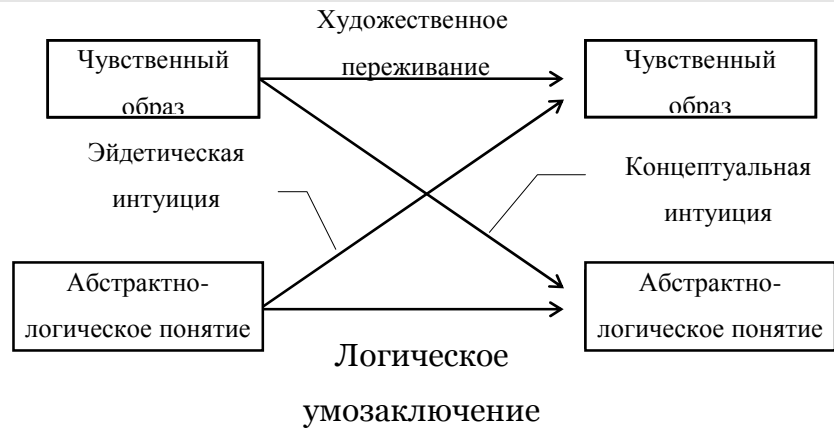 Художественное
переживание
Чувственный
образ
Чувственный
образ
Эйдетическая
интуиция
Концептуальная
интуиция
Абстрактно-
логическое понятие
Абстрактно-
логическое понятие
Логическое
умозаключение